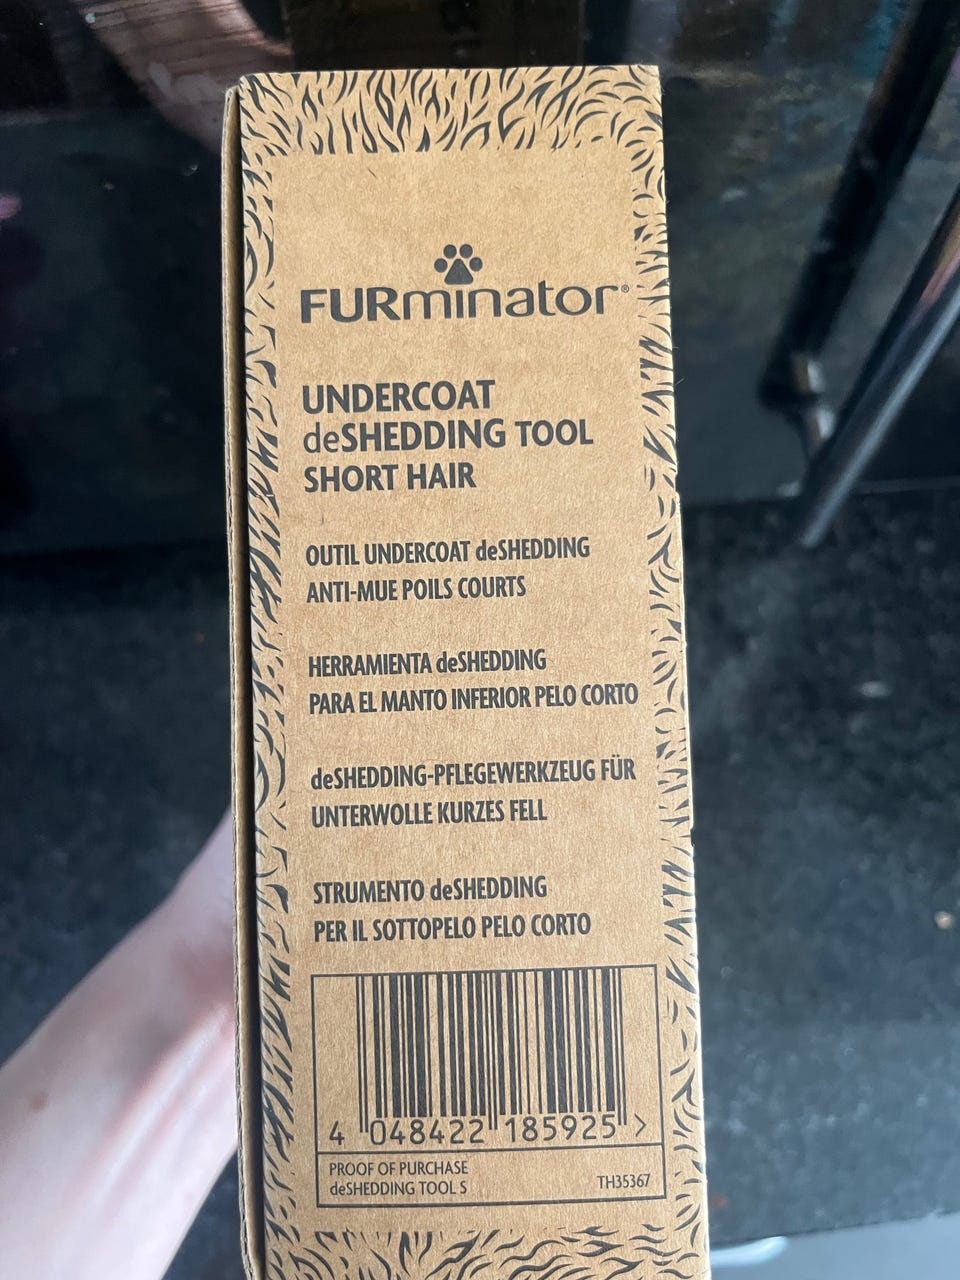 FURminator®
UNDERCOAT
deSHEDDING TOOL
SHORT HAIR
OUTIL UNDERCOAT deSHEDDING
ANTI-MUE POILS COURTS
HERRAMIENTA deSHEDDING
PARA EL MANTO INFERIOR PELO CORTO
deSHEDDING-PFLEGEWERKZEUG FÜR
UNTERWOLLE KURZES FELL
STRUMENTO deSHEDDING
PER IL SOTTOPELO PELO CORTO
4 048422 185925 >
PROOF OF PURCHASE
deSHEDDING TOOL S TH35367